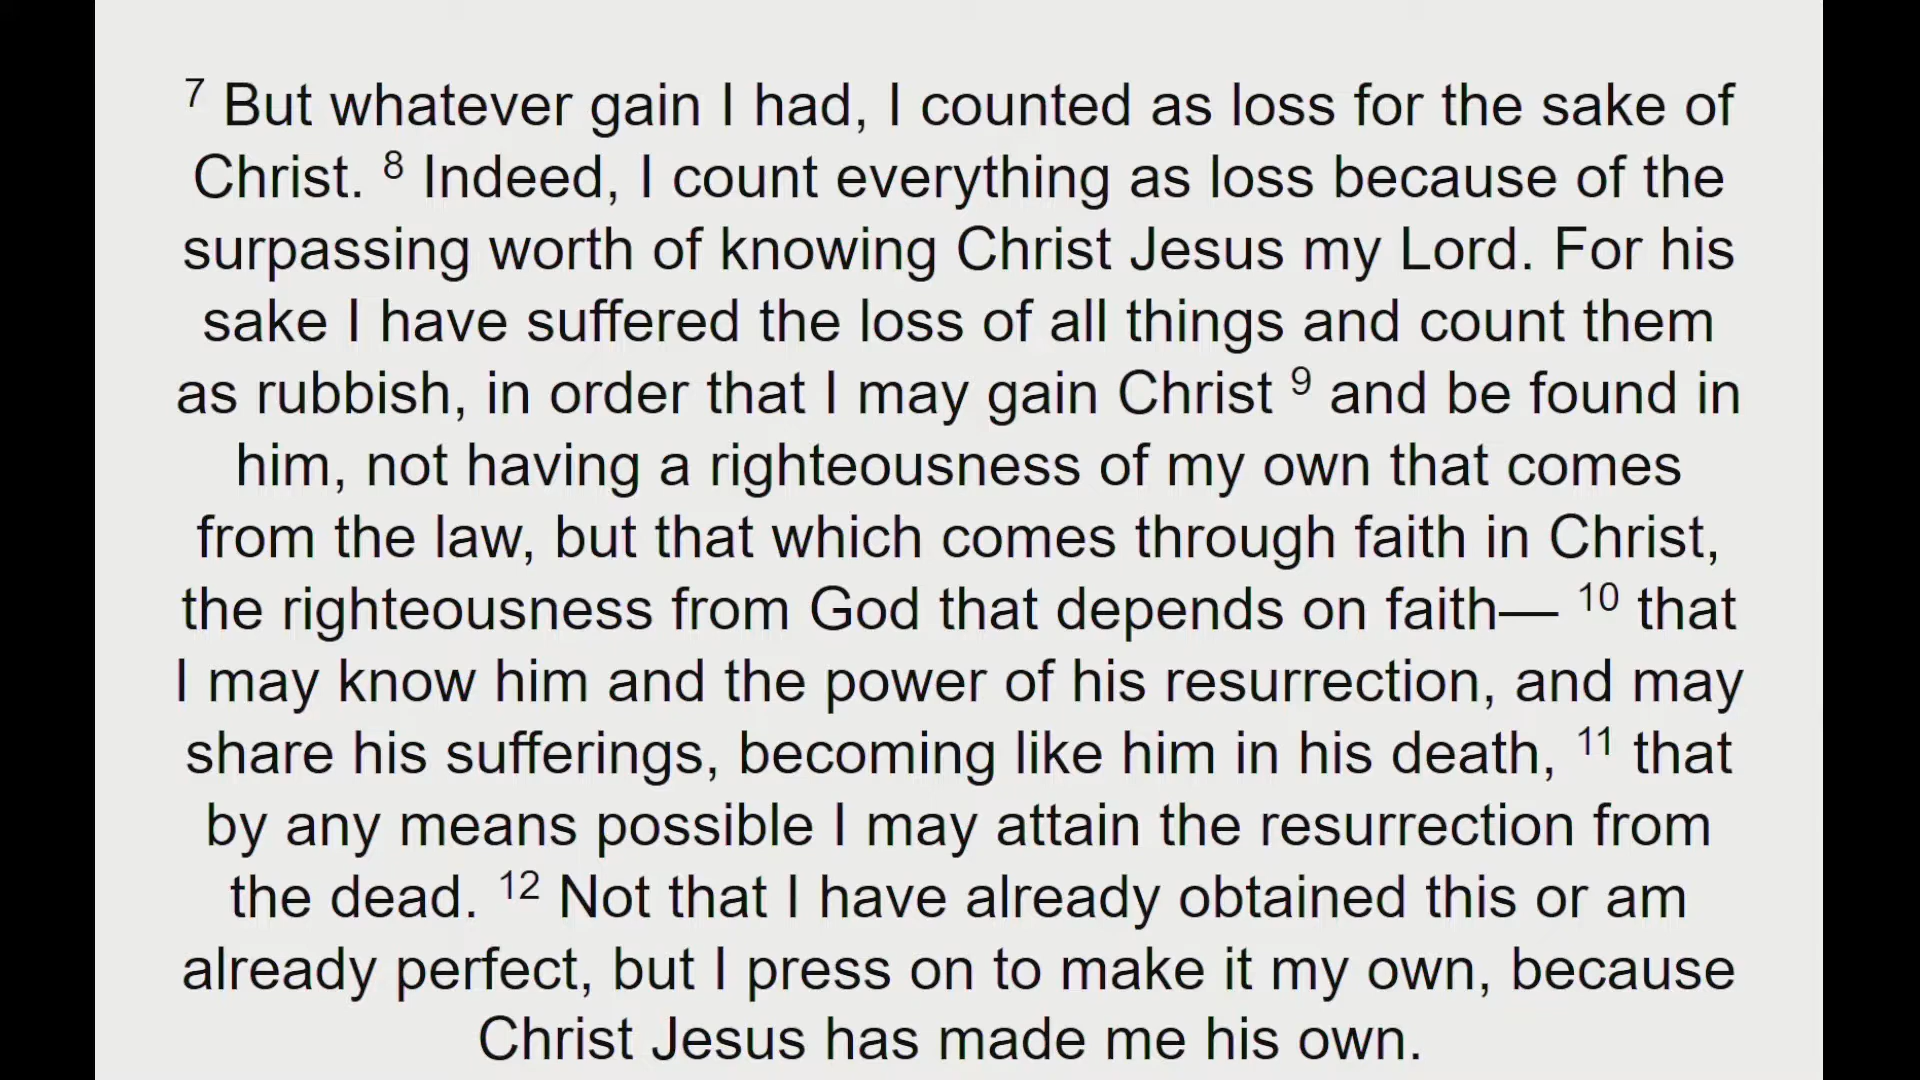 7 But whatever gain I had, I counted as loss for the sake of
Christ. 8 Indeed, I count everything as loss because of the
surpassing worth of knowing Christ Jesus my Lord. For his
sake I have suffered the loss of all things and count them
as rubbish, in order that I may gain Christ 9 and be found in
him, not having a righteousness of my own that comes
from the law, but that which comes through faith in Christ,
the righteousness from God that depends on faith— 10 that
I may know him and the power of his resurrection, and may
share his sufferings, becoming like him in his death, 11 that
by any means possible I may attain the resurrection from
the dead. 12 Not that I have already obtained this or am
already perfect, but I press on to make it my own, because
Christ Jesus has made me his own.